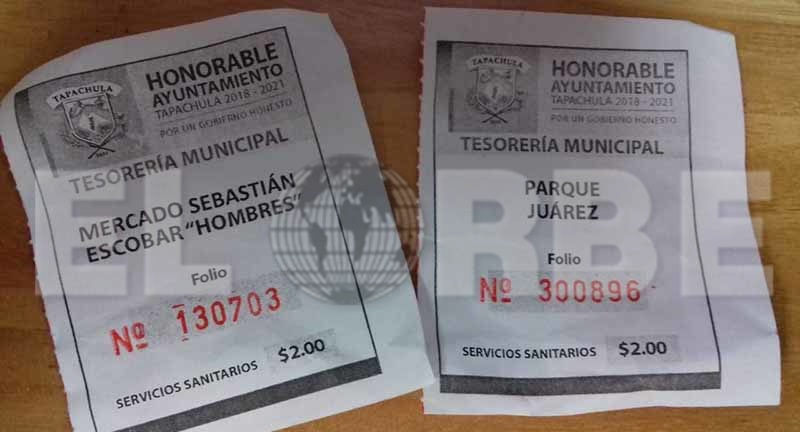 TAPACHULA
HONORABLE
AYUNTAMIENTO
TAPACHULA 2018 - 2021
POR UN GOBIERNO HONESTO
TESORERÍA MUNICIPAL
MERCADO SEBASTIÁN
ESCOBAR "HOMBRES"
Folio
Nº 130703
SERVICIOS SANITARIOS $2.00
TAPACHULA
HONORABLE
AYUNTAMIENTO
TAPACHULA 2018 - 2021
POR UN GOBIERNO HONESTO
TESORERÍA MUNICIPAL
PARQUE
JUÁREZ
Folio
Nº 300896
SERVICIOS SANITARIOS $2.00
EL ORBE